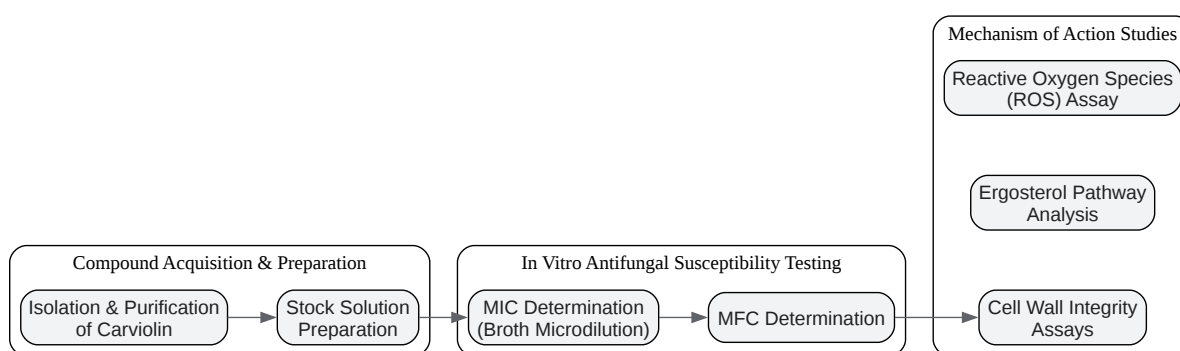 Mechanism of Action Studies
Reactive Oxygen Species
(ROS) Assay
Ergosterol Pathway
Analysis
Compound Acquisition & Preparation
Isolation & Purification
of Carviolin
Stock Solution
Preparation
In Vitro Antifungal Susceptibility Testing
MIC Determination
(Broth Microdilution)
MFC Determination
Cell Wall Integrity
Assays